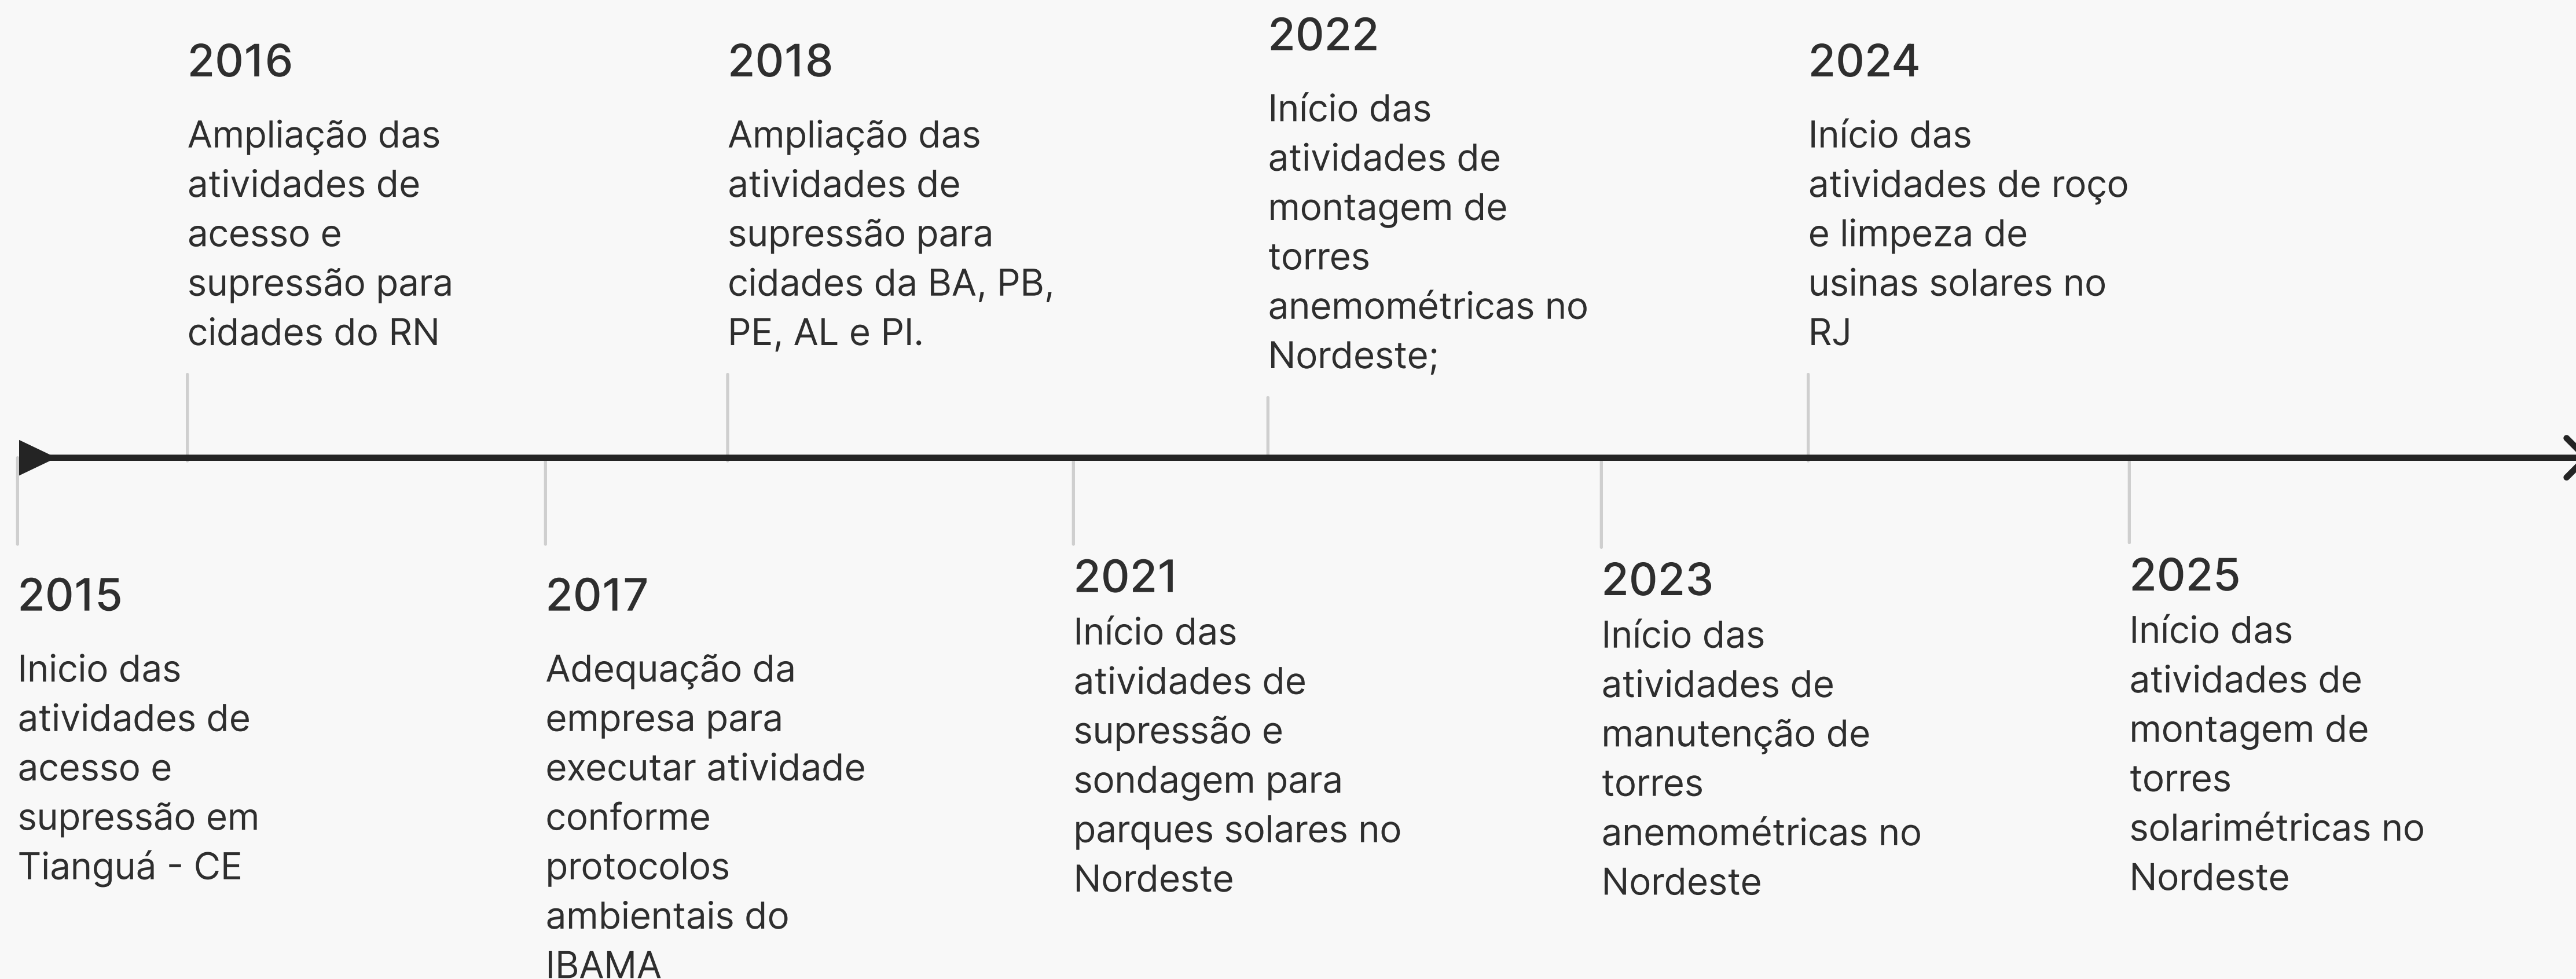 2016
Ampliação das
atividades de
acesso e
supressão para
cidades do RN
2018
Ampliação das
atividades de
supressão para
cidades da BA, PB,
PE, AL e PI.
2022
Início das
atividades de
montagem de
torres
anemométricas no
Nordeste;
2024
Início das
atividades de roço
e limpeza de
usinas solares no
RJ
2015
Inicio das
atividades de
acesso e
supressão em
Tianguá - CE
2017
Adequação da
empresa para
executar atividade
conforme
protocolos
ambientais do
IBAMA
2021
Início das
atividades de
supressão e
sondagem para
parques solares no
Nordeste
2023
Início das
atividades de
manutenção de
torres
anemométricas no
Nordeste
2025
Início das
atividades de
montagem de
torres
solarimétricas no
Nordeste